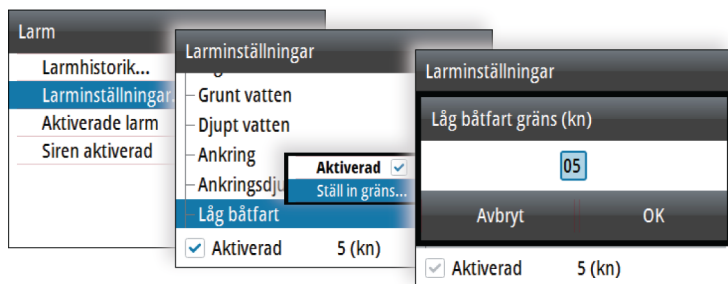 Larm
Larmhistorik...
Larminställningar
Aktiverade larm
Siren aktiverad
Larminställningar
Grunt vatten
Djupt vatten
Ankring
Ankringsdju
Låg båtfart
Aktiverad 5 (kn)
Aktiverad
Ställ in gräns...
Larminställningar
Låg båtfart gräns (kn)
05
Avbryt OK
Aktiverad 5 (kn)